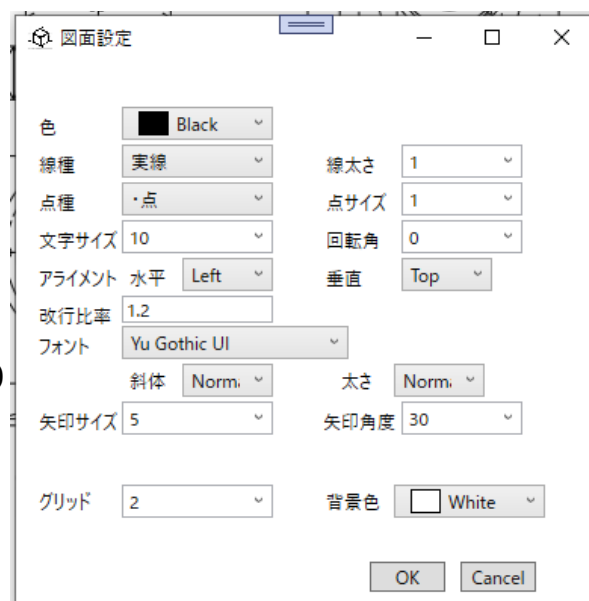 図面設定
色 Black
線種 実線 線太さ 1
点種 ・点 点サイズ 1
文字サイズ 10 回転角 0
アライメント 水平 Left 垂直 Top
改行比率 1.2
フォント Yu Gothic UI
斜体 Norma 太さ Norma
矢印サイズ 5 矢印角度 30
グリッド 2 背景色 White
OK Cancel